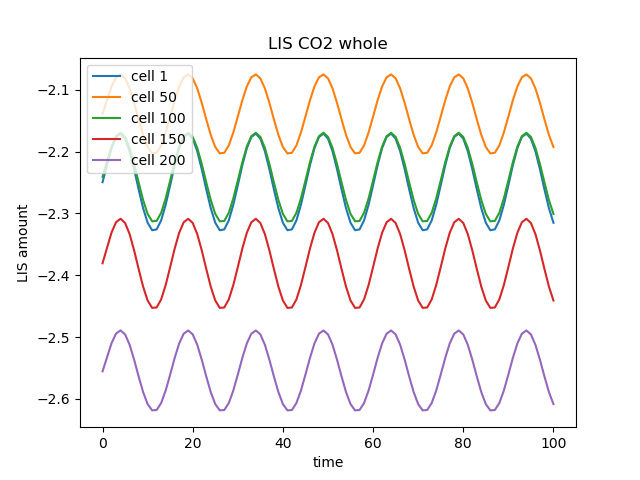 LIS CO2 whole
cell 1
cell 50
cell 100
cell 150
cell 200
LIS amount
−2.1
−2.2
−2.3
−2.4
−2.5
−2.6
0 20 40 60 80 100
time